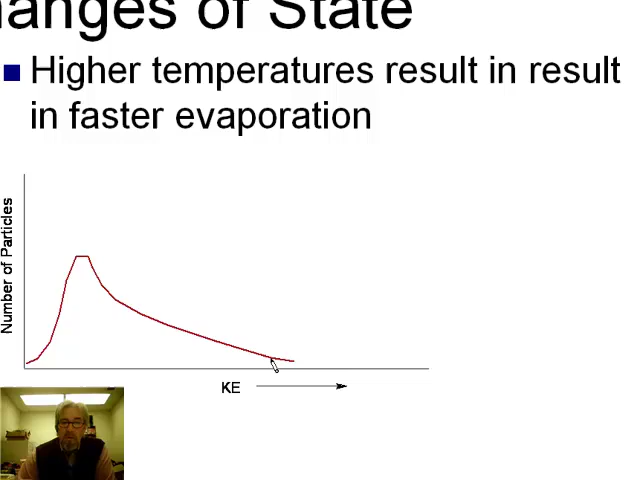 anges of State
Higher temperatures result in result
in faster evaporation
Number of Particles
KE